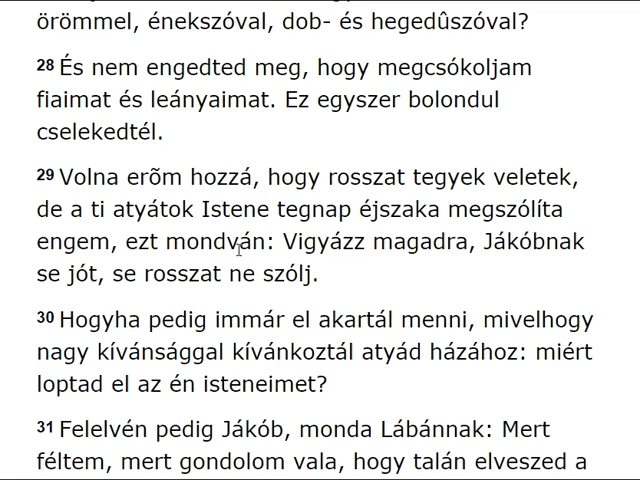 örömmel, énekszóval, dob- és hegedûszóval?
28 És nem engedted meg, hogy megcsókoljam
fiaimat és leányaimat. Ez egyszer bolondul
cselekedtél.
29 Volna erõm hozzá, hogy rosszat tegyek veletek,
de a ti atyátok Istene tegnap éjszaka megszólíta
engem, ezt mondván: Vigyázz magadra, Jákóbnak
se jót, se rosszat ne szólj.
30 Hogyha pedig immár el akartál menni, mivelhogy
nagy kívánsággal kívánkoztál atyád házához: miért
loptad el az én isteneimet?
31 Felelvén pedig Jákób, monda Lábánnak: Mert
féltem, mert gondolom vala, hogy talán elveszed a